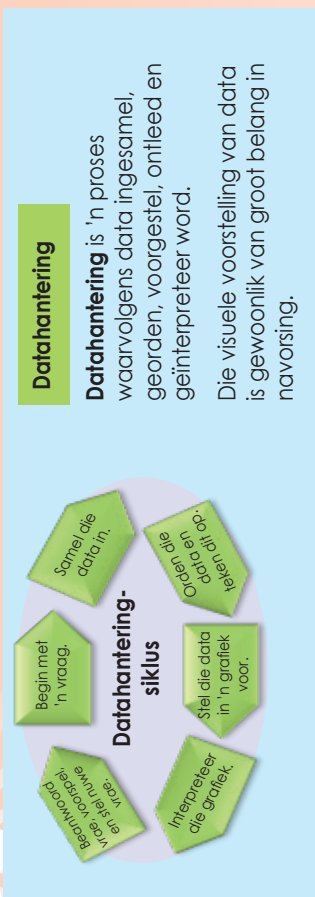 Datahantering-
siklus
Begin met
'n vraag.
Samel die
data in.
Orden die
data en
teken dit op.
Stel die data
in 'n grafiek
voor.
Interpreteer
die grafiek.
Beantwoord
vrae, voorspel,
en stel nuwe
vrae.
Datahantering
Datahantering is 'n proses
waarvolgens data ingesamel,
georden, voorgestel, ontleed en
geïnterpreteer word.
Die visuele voorstelling van data
is gewoonlik van groot belang in
navorsing.